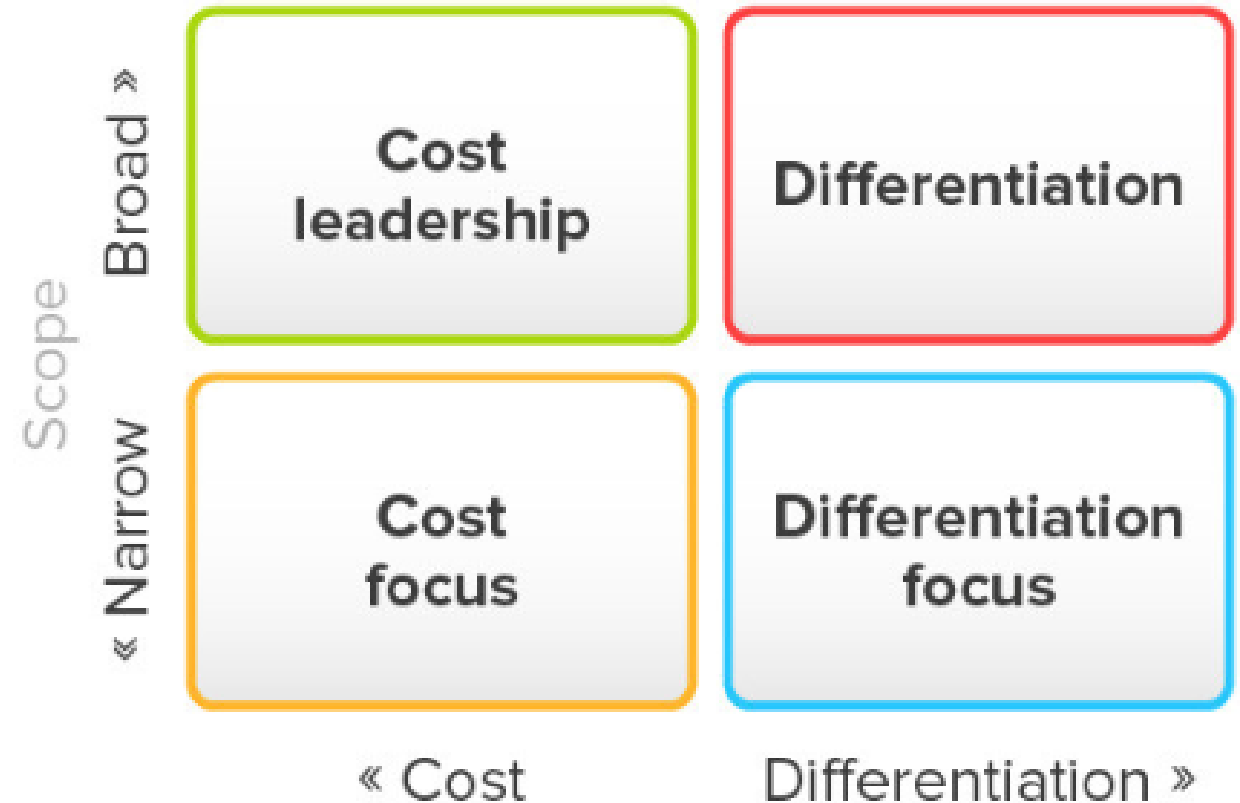 Scope
Broad »
« Narrow
Cost
leadership
Differentiation
Cost
focus
Differentiation
focus
« Cost
Differentiation »